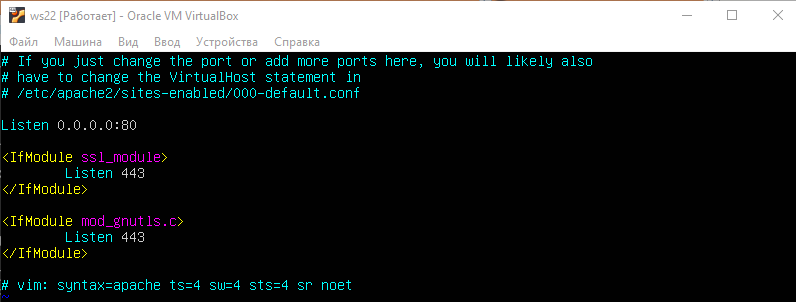 ws22 [Работает] - Oracle VM VirtualBox
Файл Машина Вид Ввод Устройства Справка
# If you just change the port or add more ports here, you will likely also
# have to change the VirtualHost statement in
# /etc/apache2/sites-enabled/000-default.conf
Listen 0.0.0.0:80
<IfModule ssl_module>
Listen 443
</IfModule>
<IfModule mod_gnutls.c>
Listen 443
</IfModule>
# vim: syntax=apache ts=4 sw=4 sts=4 sr noet